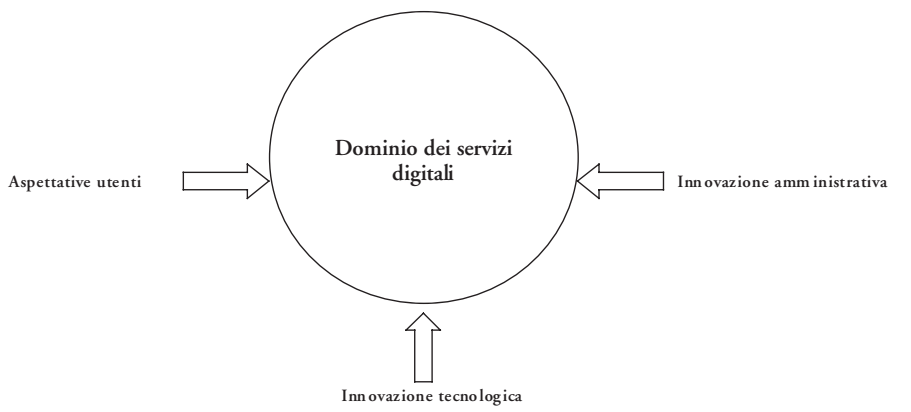 Dominio dei servizi
digitali
Aspettative utenti
Innovazione amministrativa
Innovazione tecnologica